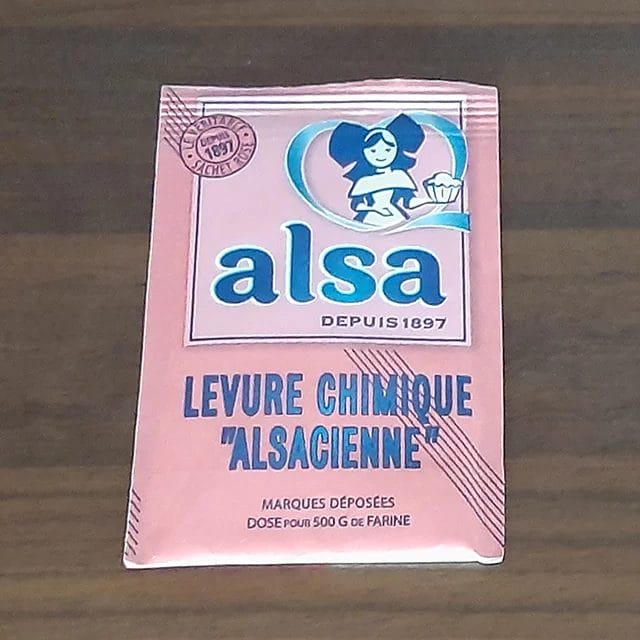 LE VÉRITABLE
DEPUIS
1897
SACHET ROSE
alsa
DEPUIS 1897
LEVURE CHIMIQUE
"ALSACIENNE"
MARQUES DÉPOSÉES
DOSE POUR 500 G DE FARINE